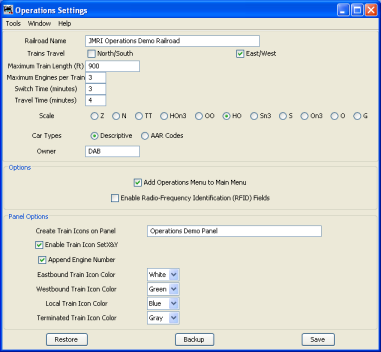 Operations Settings
Tools Window Help
Railroad Name JMRI Operations Demo Railroad
Trains Travel North/South East/West
Maximum Train Length (ft) 900
Maximum Engines per Train 3
Switch Time (minutes) 3
Travel Time (minutes) 4
Scale Z N TT HOn3 OO HO Sn3 S On3 O G
Car Types Descriptive AAR Codes
Owner DAB
Options
Add Operations Menu to Main Menu
Enable Radio-Frequency Identification (RFID) Fields
Panel Options
Create Train Icons on Panel Operations Demo Panel
Enable Train Icon SetX&Y
Append Engine Number
Eastbound Train Icon Color White
Westbound Train Icon Color Green
Local Train Icon Color Blue
Terminated Train Icon Color Gray
Restore Backup Save